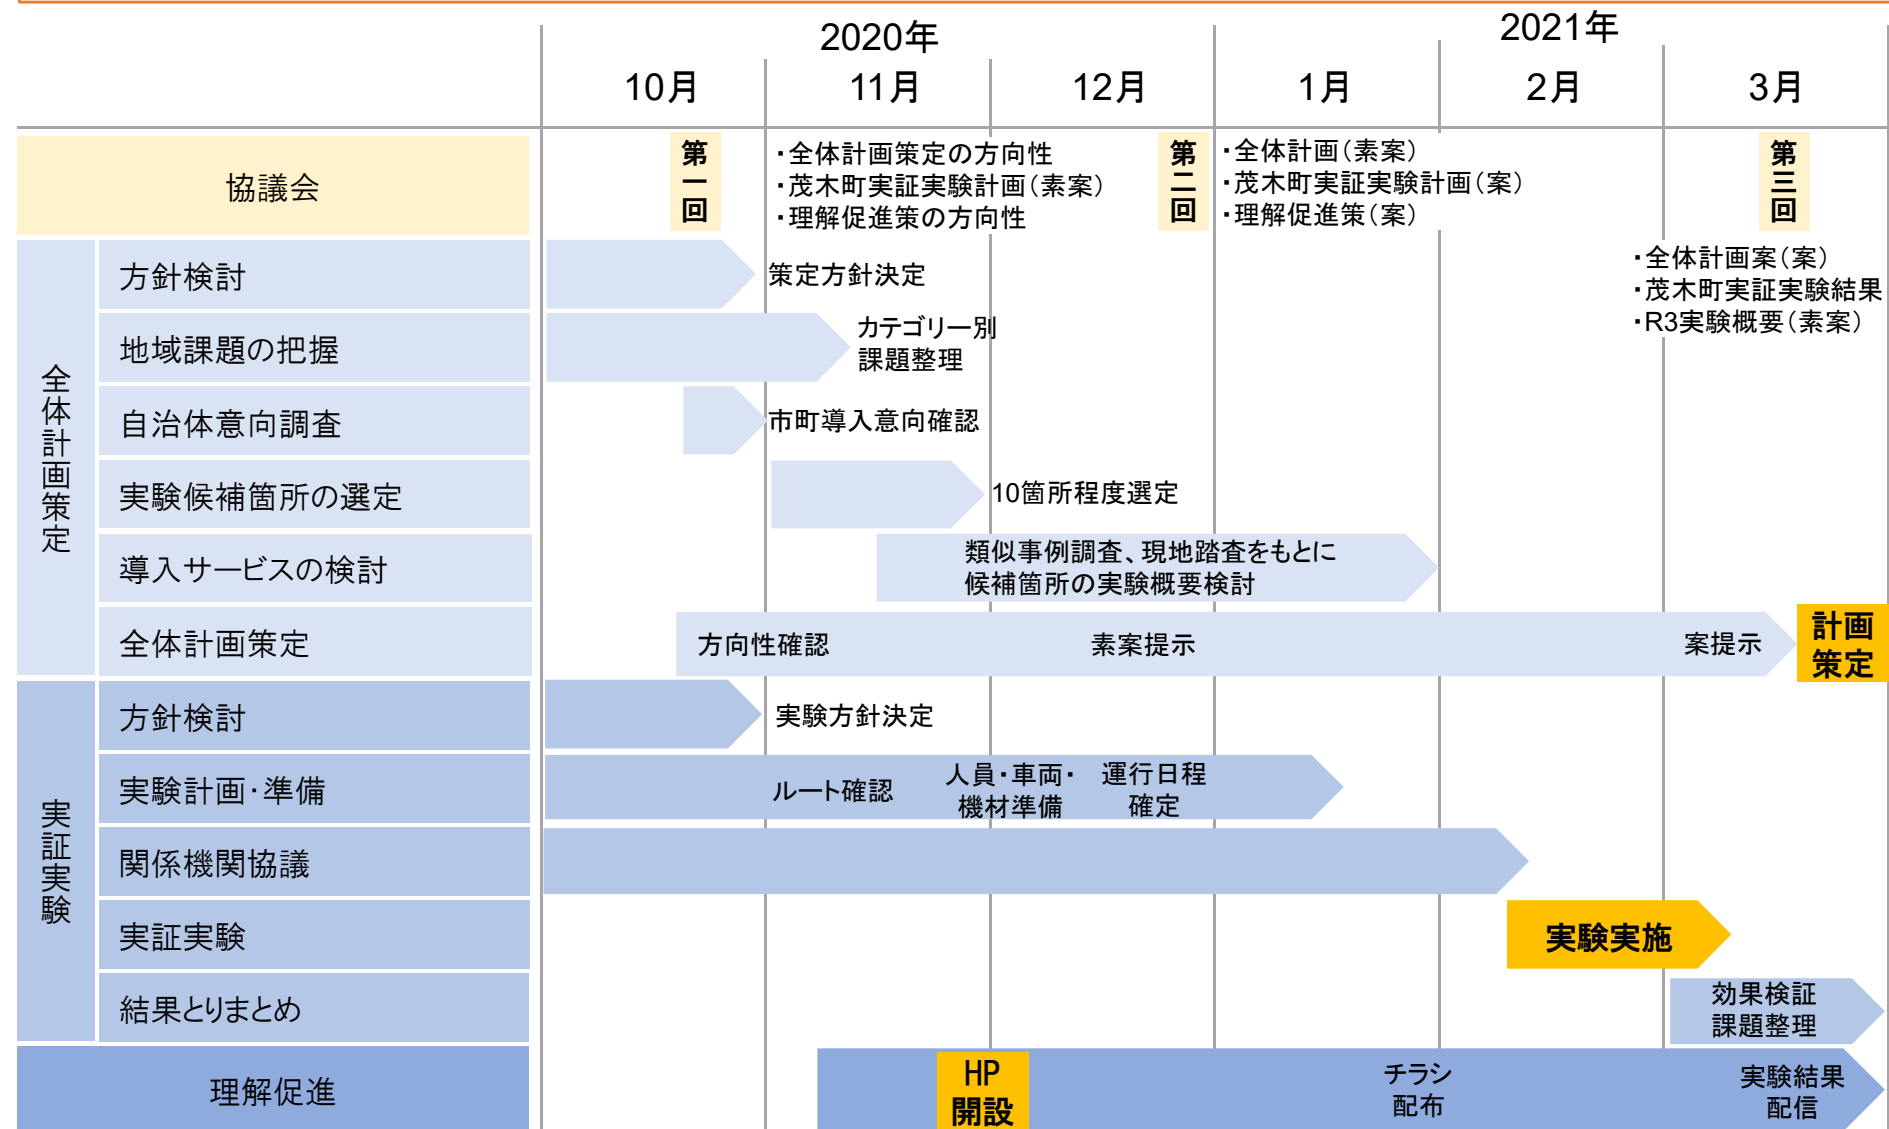 2020年
2021年
10月
11月
12月
1月
2月
3月
協議会
第一回
・全体計画策定の方向性
・茂木町実証実験計画（素案）
・理解促進策の方向性
第二回
・全体計画（素案）
・茂木町実証実験計画（案）
・理解促進策（案）
第三回
・全体計画案（案）
・茂木町実証実験結果
・R3実験概要（素案）
全体計画策定
方針検討
策定方針決定
地域課題の把握
カテゴリー別
課題整理
自治体意向調査
市町導入意向確認
実験候補箇所の選定
10箇所程度選定
導入サービスの検討
類似事例調査、現地踏査をもとに
候補箇所の実験概要検討
全体計画策定
方向性確認
素案提示
案提示
計画
策定
実証実験
方針検討
実験方針決定
実験計画・準備
ルート確認
人員・車両・
機材準備
運行日程
確定
関係機関協議
実証実験
実験実施
結果とりまとめ
効果検証
課題整理
理解促進
HP
開設
チラシ
配布
実験結果
配信